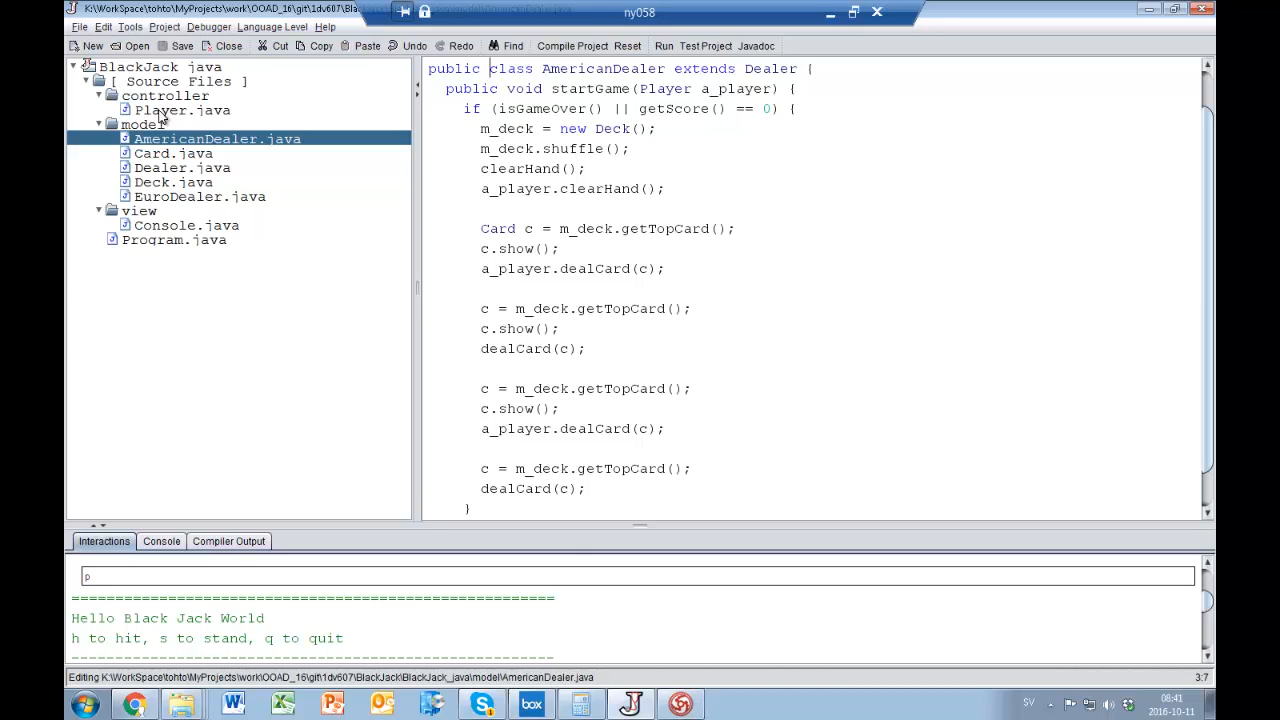 K:\WorkSpace\tohto\MyProjects\work\OOAD_16\git\1dv607\BlackJack\Bla
ny058
File Edit Tools Project Debugger Language Level Help
New Open Save Close Cut Copy Paste Undo Redo Find Compile Project Reset Run Test Project Javadoc
BlackJack java
[ Source Files ]
controller
Player.java
model
AmericanDealer.java
Card.java
Dealer.java
Deck.java
EuroDealer.java
view
Console.java
Program.java
public class AmericanDealer extends Dealer {
public void startGame(Player a_player) {
if (isGameOver() || getScore() == 0) {
m_deck = new Deck();
m_deck.shuffle();
clearHand();
a_player.clearHand();
Card c = m_deck.getTopCard();
c.show();
a_player.dealCard(c);
c = m_deck.getTopCard();
c.show();
dealCard(c);
c = m_deck.getTopCard();
c.show();
a_player.dealCard(c);
c = m_deck.getTopCard();
dealCard(c);
}
Interactions Console Compiler Output
p
======================================================
Hello Black Jack World
h to hit, s to stand, q to quit
------------------------------------------------------
Editing K:\WorkSpace\tohto\MyProjects\work\OOAD_16\git\1dv607\BlackJack\BlackJack_java\model\AmericanDealer.java 3:7
box SV 08:41
2016-10-11